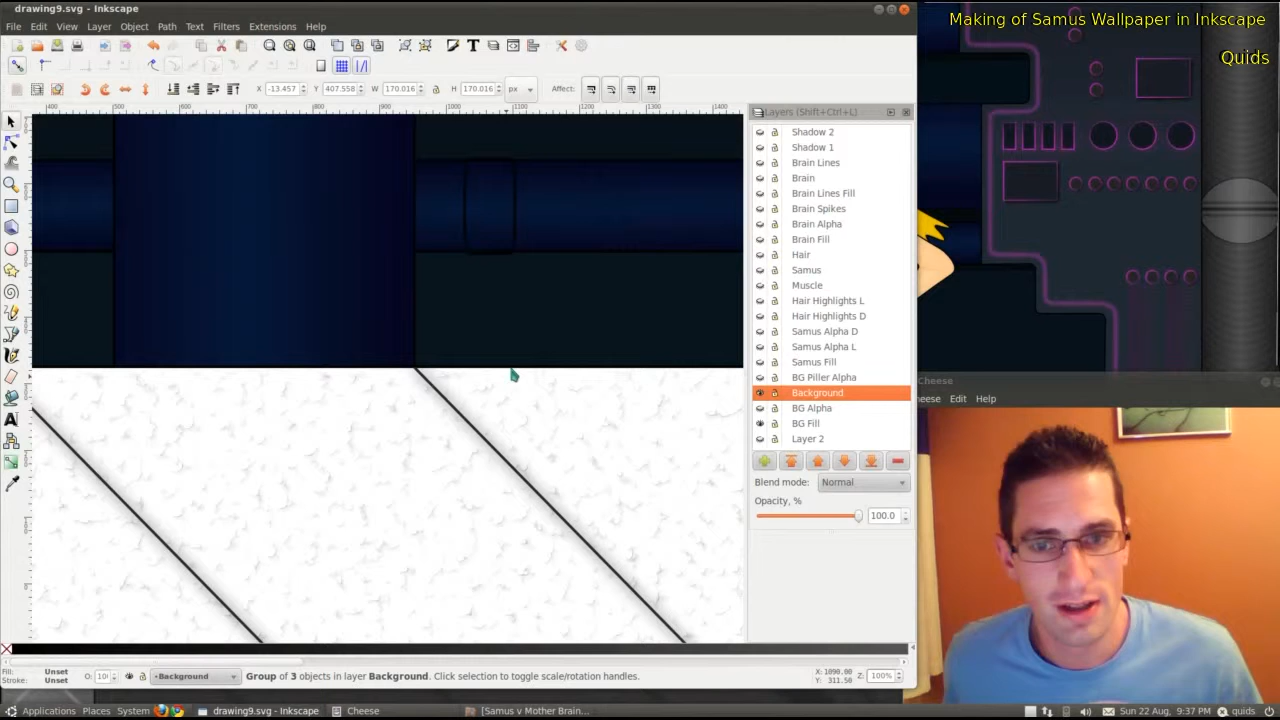 drawing9.svg - Inkscape
Making of Samus Wallpaper in Inkscape
Quids
File Edit View Layer Object Path Text Filters Extensions Help
X -13.457 Y 407.558 W 170.016 H 170.016 px Affect:
Layers (Shift+Ctrl+L)
Shadow 2
Shadow 1
Brain Lines
Brain
Brain Lines Fill
Brain Spikes
Brain Alpha
Brain Fill
Hair
Samus
Muscle
Hair Highlights L
Hair Highlights D
Samus Alpha D
Samus Alpha L
Samus Fill
BG Piller Alpha
Background
BG Alpha
BG Fill
Layer 2
Blend mode: Normal
Opacity, %
100.0
Cheese
heese Edit Help
Fill: Unset
Stroke: Unset
O: 10
•Background
Group of 3 objects in layer Background. Click selection to toggle scale/rotation handles.
X: 1090.00
Y: 311.50
Z: 100%
Applications Places System drawing9.svg - Inkscape Cheese [Samus v Mother Brain... Sun 22 Aug, 9:37 PM quids